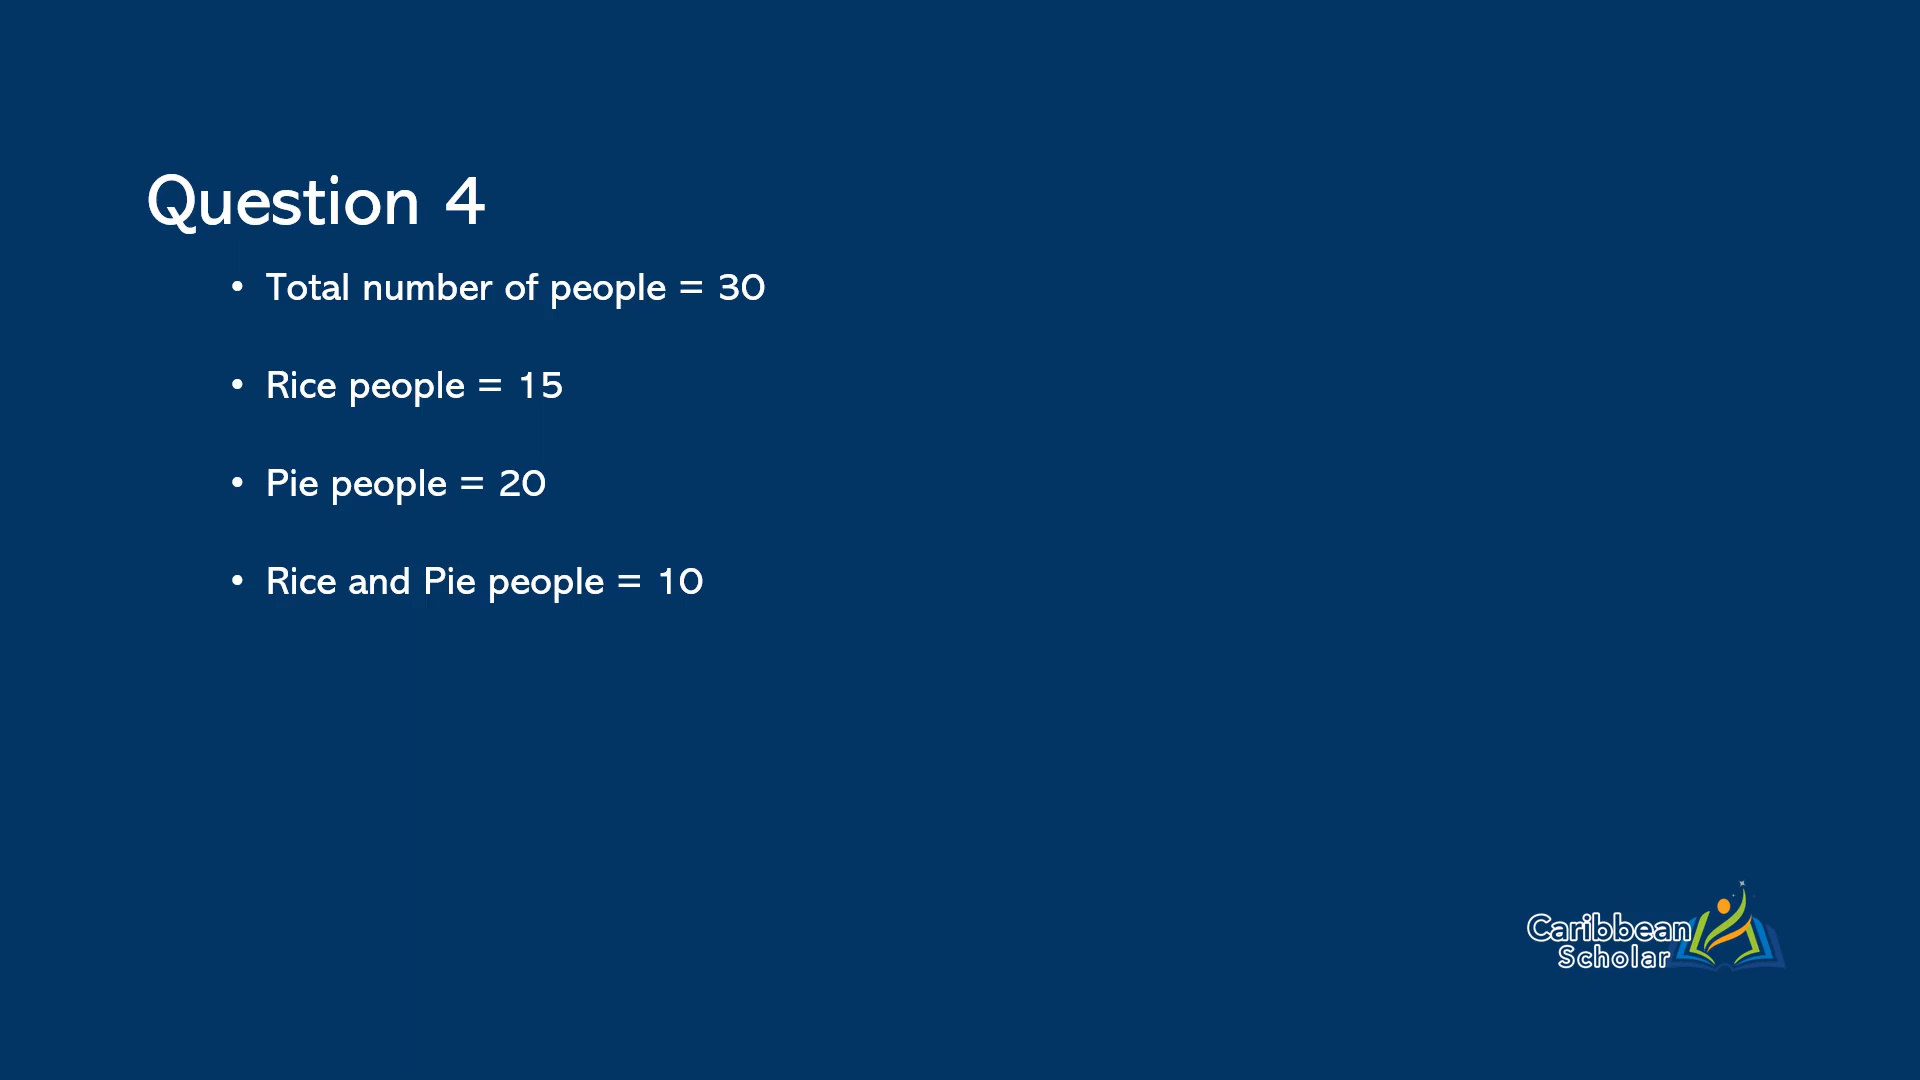 Question 4
• Total number of people = 30
• Rice people = 15
• Pie people = 20
• Rice and Pie people = 10
Caribbean
Scholar